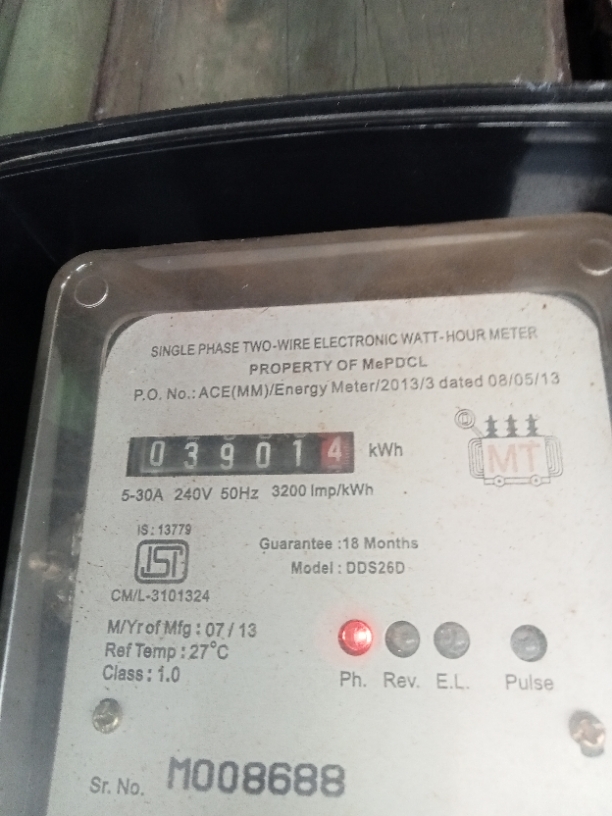 SINGLE PHASE TWO-WIRE ELECTRONIC WATT-HOUR METER
PROPERTY OF MePDCL
P.O. No.: ACE(MM)/Energy Meter/2013/3 dated 08/05/13
039014 kWh
MT
5-30A 240V 50Hz 3200 Imp/kWh
IS : 13779
Guarantee :18 Months
Model : DDS26D
CM/L-3101324
M/Yr of Mfg : 07/13
Ref Temp : 27°C
Class : 1.0
Ph. Rev. E.L. Pulse
Sr. No. M008688